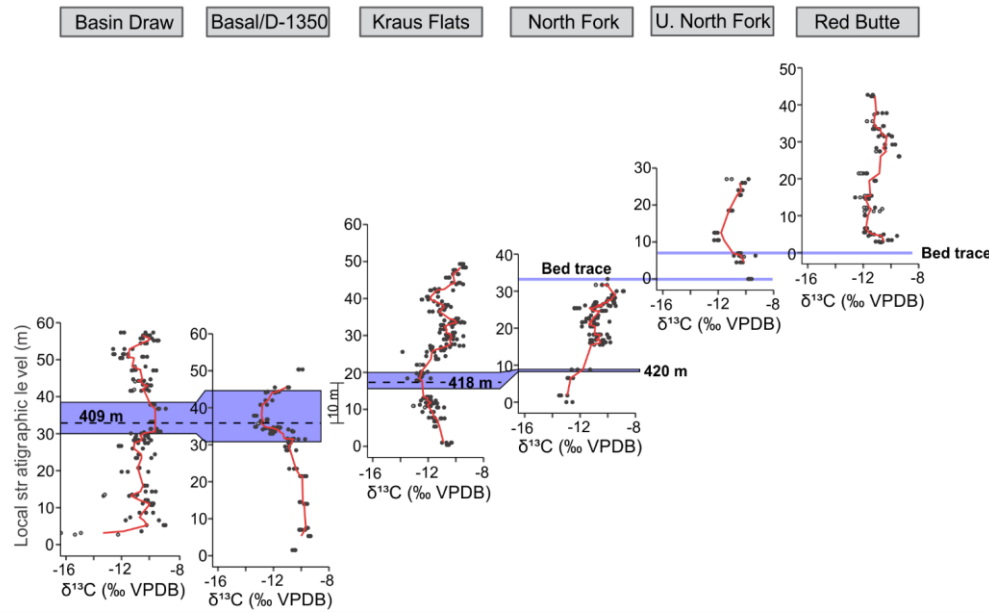 Basin Draw
Basal/D-1350
Kraus Flats
North Fork
U. North Fork
Red Butte
Local str atigraphic le vel (m)
60
50
40
30
20
10
0
409 m
-16 -12 -8
δ¹³C (‰ VPDB)
60
50
40
30
20
10
0
10 m
-16 -12 -8
δ¹³C (‰ VPDB)
60
50
40
30
20
10
0
418 m
-16 -12 -8
δ¹³C (‰ VPDB)
40
30
20
10
0
Bed trace
420 m
-16 -12 -8
δ¹³C (‰ VPDB)
30
20
10
0
-16 -12 -8
δ¹³C (‰ VPDB)
50
40
30
20
10
0
Bed trace
-16 -12 -8
δ¹³C (‰ VPDB)